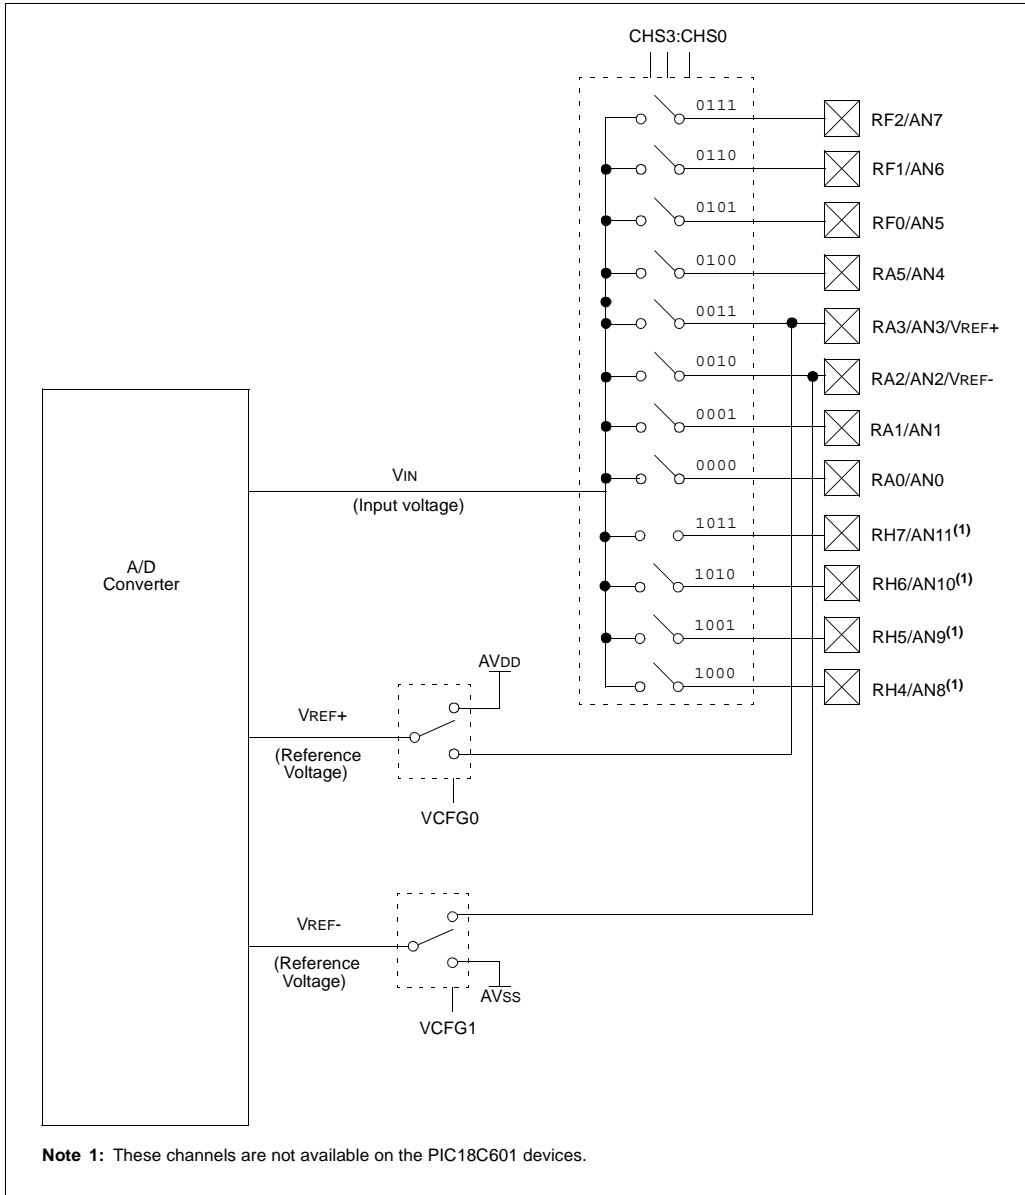 CHS3:CHS0
0111
RF2/AN7
0110
RF1/AN6
0101
RF0/AN5
0100
RA5/AN4
0011
RA3/AN3/VREF+
0010
RA2/AN2/VREF-
0001
RA1/AN1
0000
RA0/AN0
VIN
(Input voltage)
1011
RH7/AN11(1)
A/D
Converter
1010
RH6/AN10(1)
1001
RH5/AN9(1)
1000
RH4/AN8(1)
AVDD
VREF+
(Reference
Voltage)
VCFG0
VREF-
(Reference
Voltage)
AVSS
VCFG1
Note 1: These channels are not available on the PIC18C601 devices.